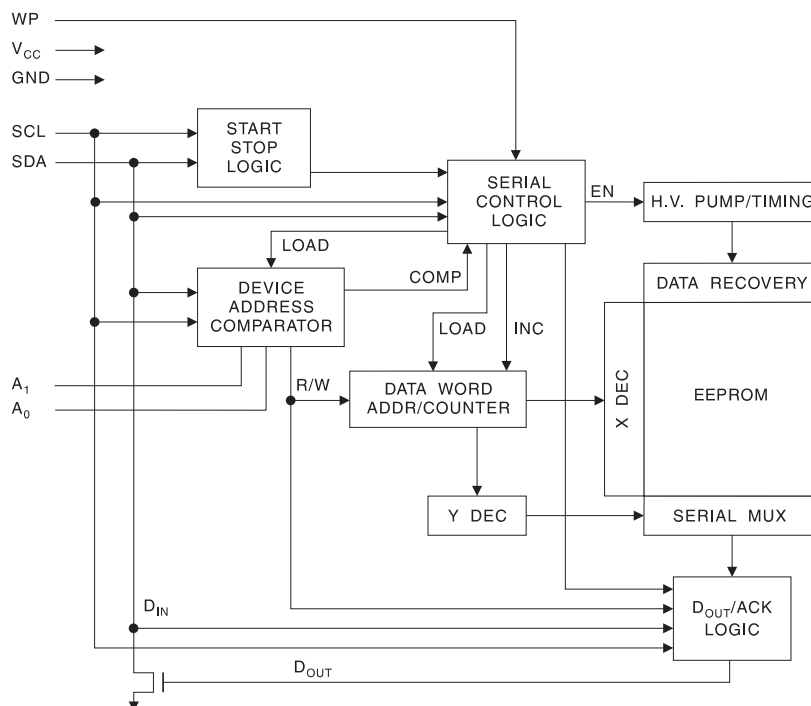 WP
VCC
GND
SCL
SDA
START
STOP
LOGIC
SERIAL
CONTROL
LOGIC
EN
H.V. PUMP/TIMING
LOAD
COMP
DEVICE
ADDRESS
COMPARATOR
LOAD
INC
DATA RECOVERY
A1
A0
R/W
DATA WORD
ADDR/COUNTER
X DEC
EEPROM
Y DEC
SERIAL MUX
DIN
DOUT/ACK
LOGIC
DOUT